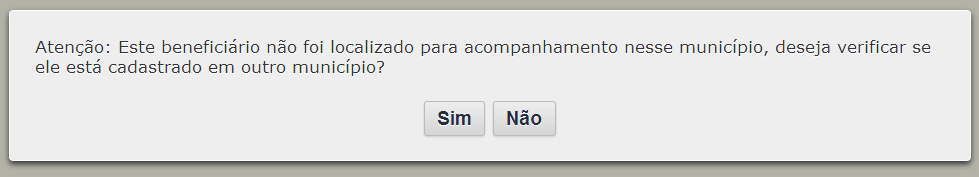 Atenção: Este beneficiário não foi localizado para acompanhamento nesse município, deseja verificar se
ele está cadastrado em outro município?
Sim Não